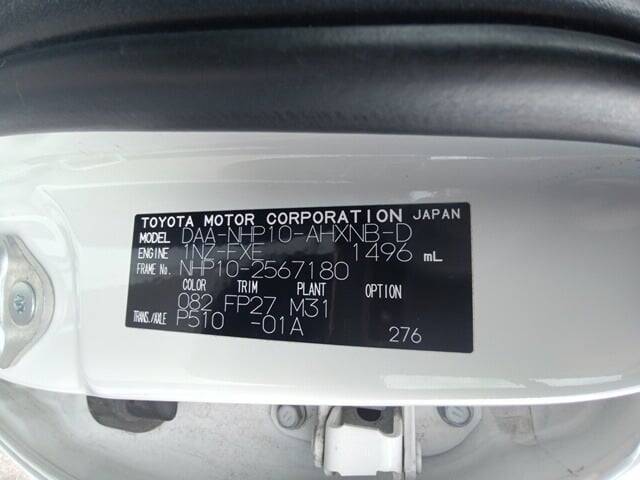 TOYOTA MOTOR CORPORATION JAPAN
MODEL DAA-NHP10-AHXNB-D
ENGINE 1NZ-FXE 1496 mL
FRAME No. NHP10-2567180
COLOR TRIM PLANT OPTION
082 FP27 M31
TRANS./AXLE P510 -01A
276